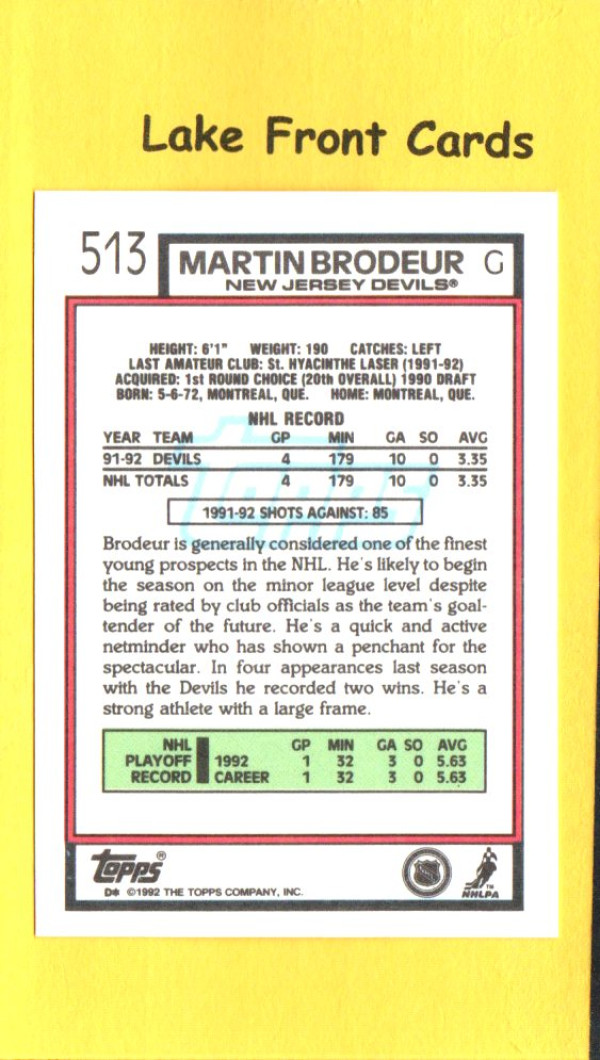 Lake Front Cards
513
MARTIN BRODEUR G
NEW JERSEY DEVILS®
HEIGHT: 6'1" WEIGHT: 190 CATCHES: LEFT
LAST AMATEUR CLUB: St. HYACINTHE LASER (1991-92)
ACQUIRED: 1st ROUND CHOICE (20th OVERALL) 1990 DRAFT
BORN: 5-6-72, MONTREAL, QUE. HOME: MONTREAL, QUE.
NHL RECORD
YEAR TEAM GP MIN GA SO AVG
91-92 DEVILS 4 179 10 0 3.35
NHL TOTALS 4 179 10 0 3.35
topps
1991-92 SHOTS AGAINST: 85
Brodeur is generally considered one of the finest
young prospects in the NHL. He's likely to begin
the season on the minor league level despite
being rated by club officials as the team's goal-
tender of the future. He's a quick and active
netminder who has shown a penchant for the
spectacular. In four appearances last season
with the Devils he recorded two wins. He's a
strong athlete with a large frame.
NHL GP MIN GA SO AVG
PLAYOFF 1992 1 32 3 0 5.63
RECORD CAREER 1 32 3 0 5.63
topps®
D* ©1992 THE TOPPS COMPANY, INC.
NHL
™
NHLPA